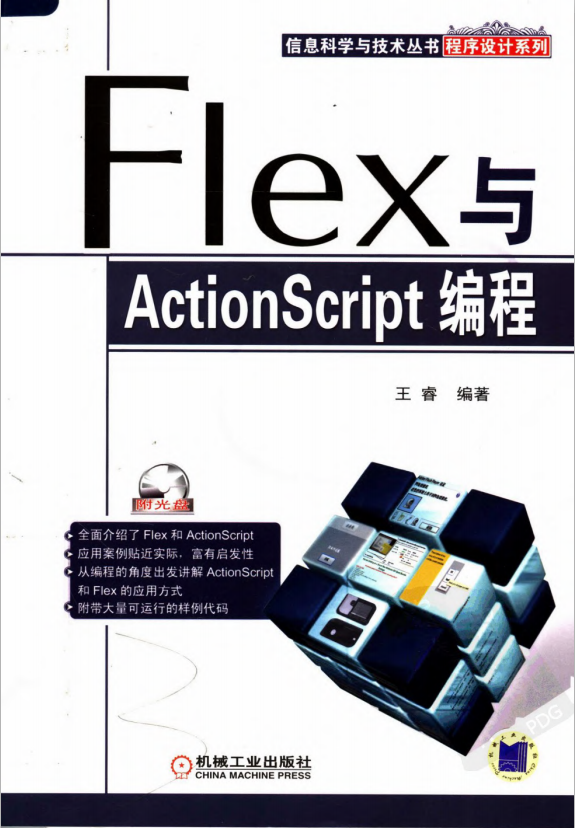 信息科学与技术丛书 程序设计系列
Flex与
ActionScript 编程
王 睿 编著
附光盘
全面介绍了 Flex 和 ActionScript
应用案例贴近实际，富有启发性
从编程的角度出发讲解 ActionScript
和 Flex 的应用方式
附带大量可运行的样例代码
PDG
机械工业出版社
CHINA MACHINE PRESS